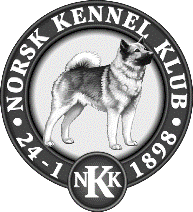 · NORSK KENNEL KLUB ·
24-1 1898
NKK